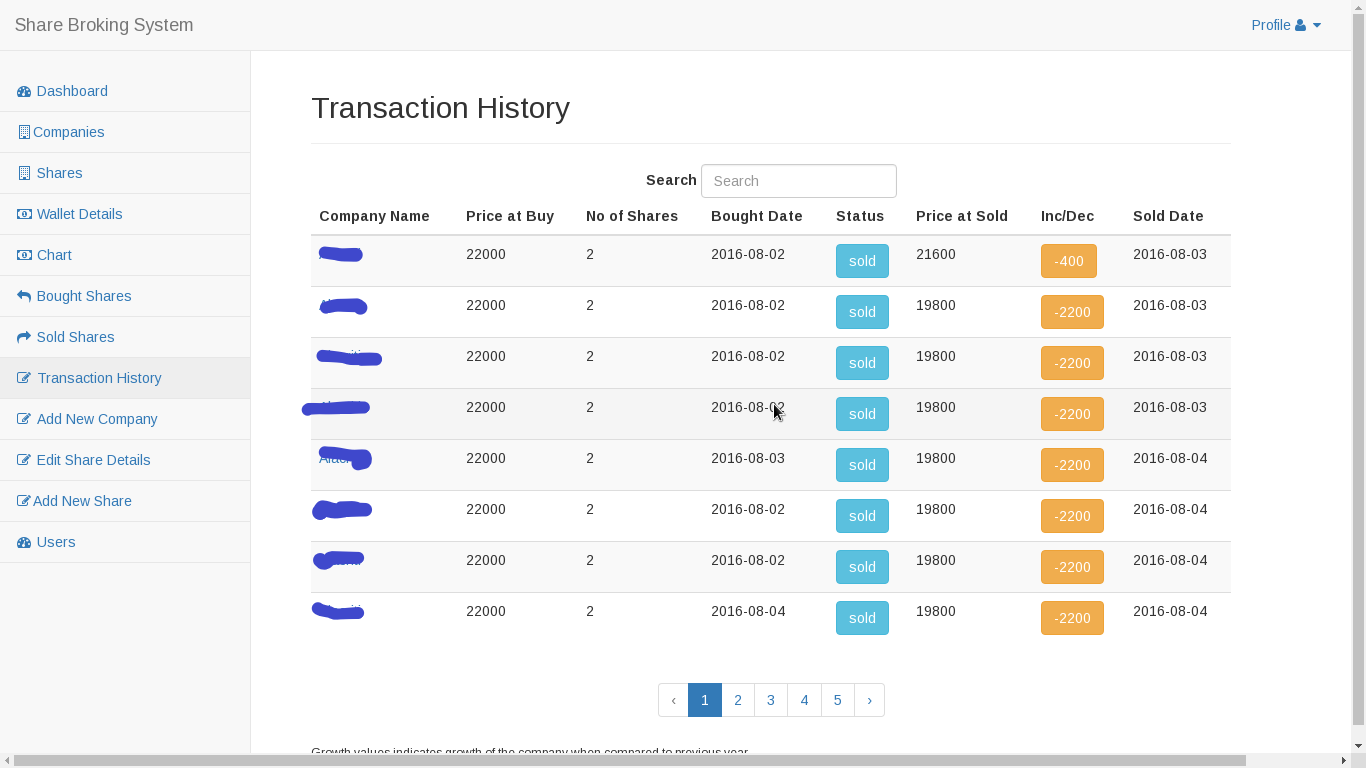 Share Broking System
Profile
Dashboard
Companies
Shares
Wallet Details
Chart
Bought Shares
Sold Shares
Transaction History
Add New Company
Edit Share Details
Add New Share
Users
Transaction History
Search Search
Company Name Price at Buy No of Shares Bought Date Status Price at Sold Inc/Dec Sold Date
22000 2 2016-08-02 sold 21600 -400 2016-08-03
22000 2 2016-08-02 sold 19800 -2200 2016-08-03
22000 2 2016-08-02 sold 19800 -2200 2016-08-03
22000 2 2016-08-02 sold 19800 -2200 2016-08-03
22000 2 2016-08-03 sold 19800 -2200 2016-08-04
22000 2 2016-08-02 sold 19800 -2200 2016-08-04
22000 2 2016-08-02 sold 19800 -2200 2016-08-04
22000 2 2016-08-04 sold 19800 -2200 2016-08-04
‹ 1 2 3 4 5 ›
Growth values indicates growth of the company when compared to previous year